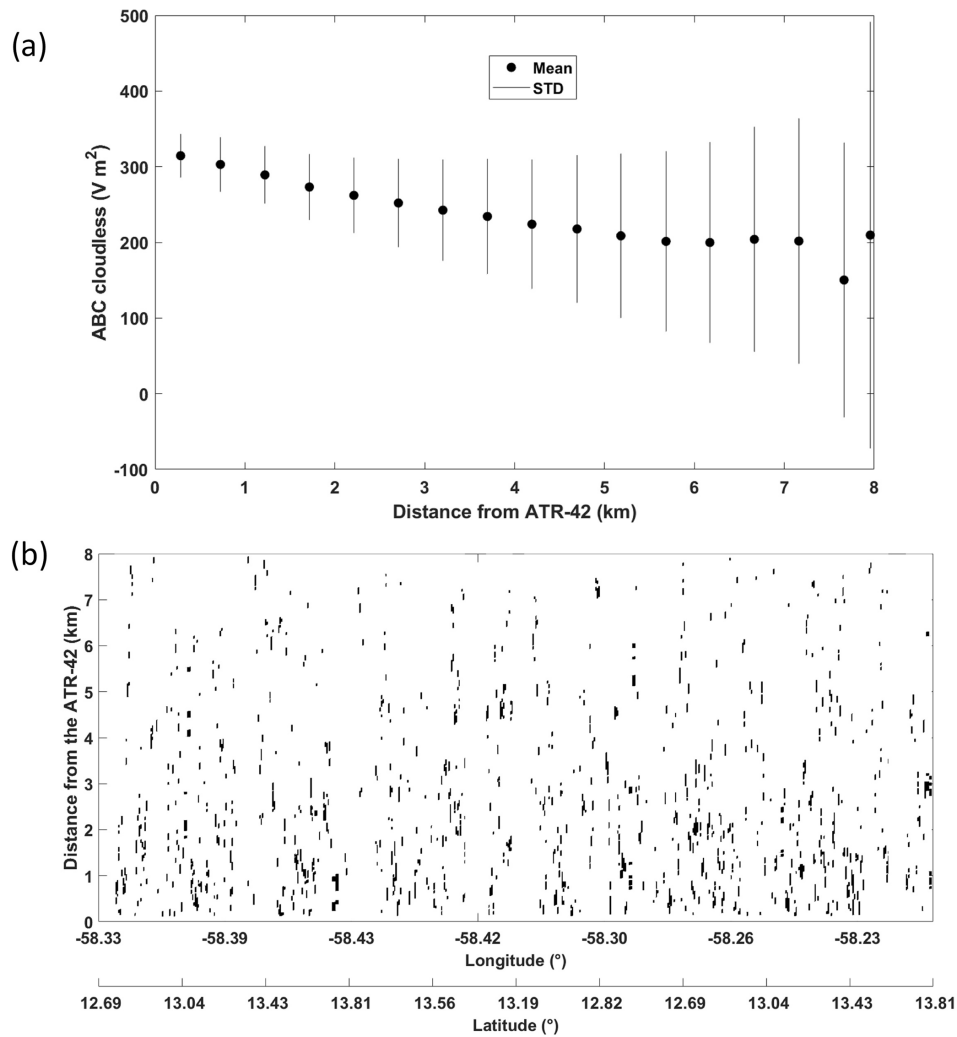 (a)
500
400
300
200
100
0
-100
ABC cloudless (V m²)
Mean
STD
0 1 2 3 4 5 6 7 8
Distance from ATR-42 (km)
(b)
8
7
6
5
4
3
2
1
0
Distance from the ATR-42 (km)
-58.33 -58.39 -58.43 -58.42 -58.30 -58.26 -58.23
Longitude (°)
12.69 13.04 13.43 13.81 13.56 13.19 12.82 12.69 13.04 13.43 13.81
Latitude (°)